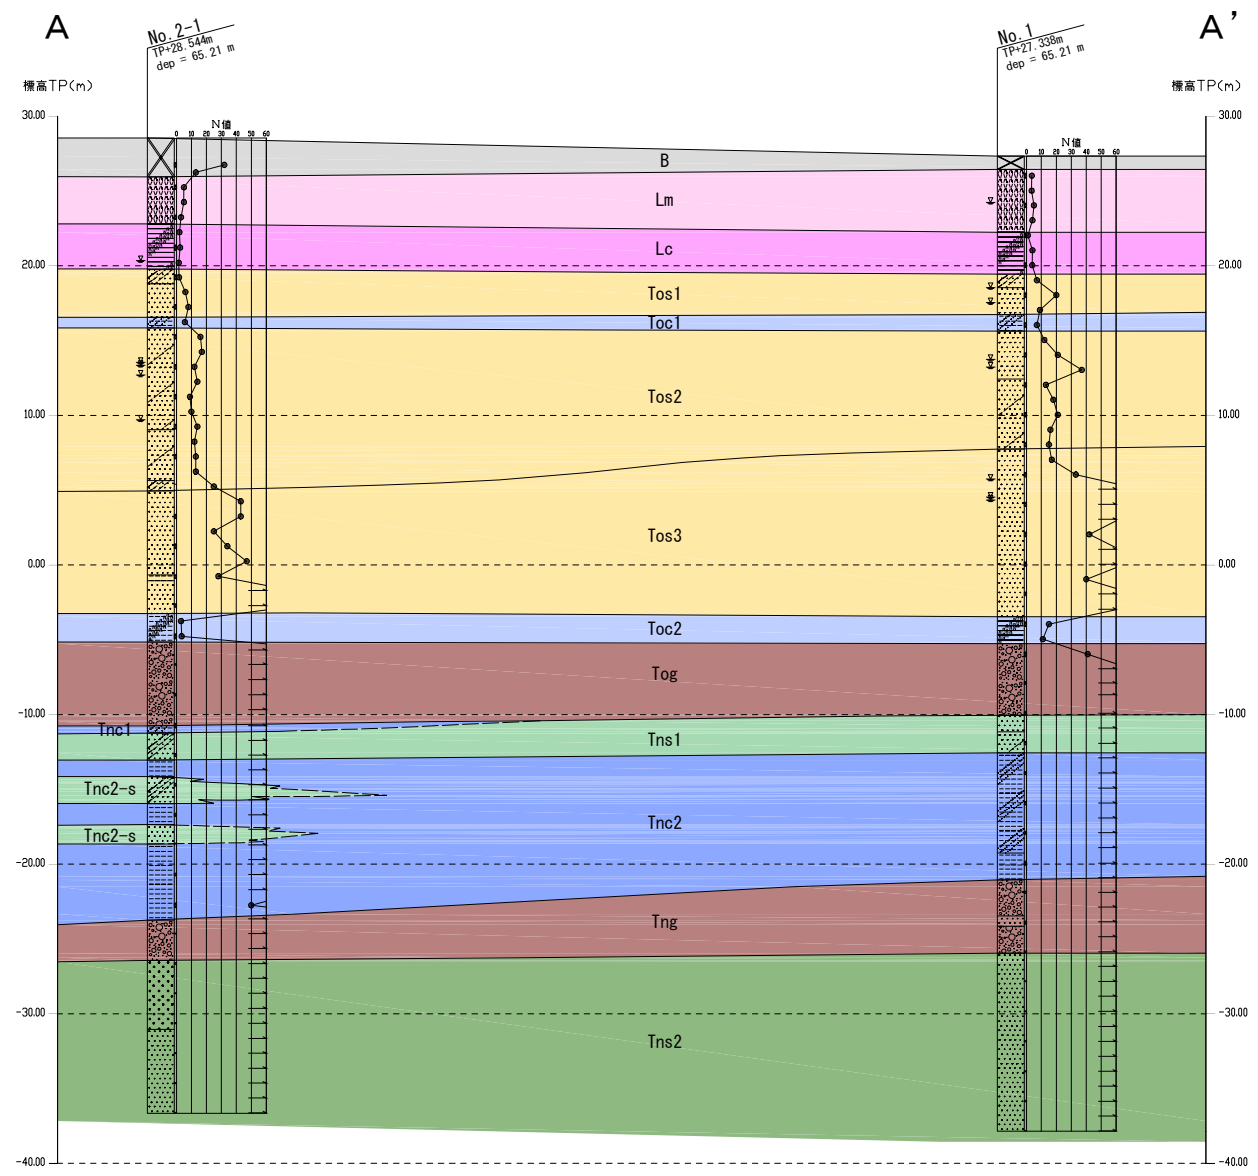 A
A’
No. 2-1
TP+28.544m
dep = 65.21 m
No. 1
TP+27.338m
dep = 65.21 m
標高TP(m)
標高TP(m)
30.00
30.00
N値
0 10 20 30 40 50 60
N値
0 10 20 30 40 50 60
B
Lm
Lc
20.00
20.00
Tos1
Toc1
Tos2
10.00
10.00
Tos3
0.00
0.00
Toc2
Tog
-10.00
-10.00
Tnc1
Tns1
Tnc2-s
Tnc2
Tnc2-s
-20.00
-20.00
Tng
-30.00
-30.00
Tns2
-40.00
-40.00